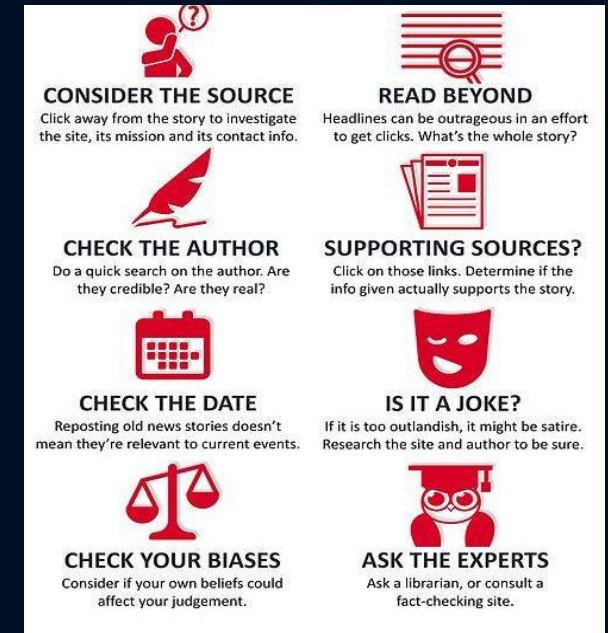 ?
CONSIDER THE SOURCE
Click away from the story to investigate
the site, its mission and its contact info.
READ BEYOND
Headlines can be outrageous in an effort
to get clicks. What's the whole story?
CHECK THE AUTHOR
Do a quick search on the author. Are
they credible? Are they real?
SUPPORTING SOURCES?
Click on those links. Determine if the
info given actually supports the story.
CHECK THE DATE
Reposting old news stories doesn't
mean they're relevant to current events.
IS IT A JOKE?
If it is too outlandish, it might be satire.
Research the site and author to be sure.
CHECK YOUR BIASES
Consider if your own beliefs could
affect your judgement.
ASK THE EXPERTS
Ask a librarian, or consult a
fact-checking site.